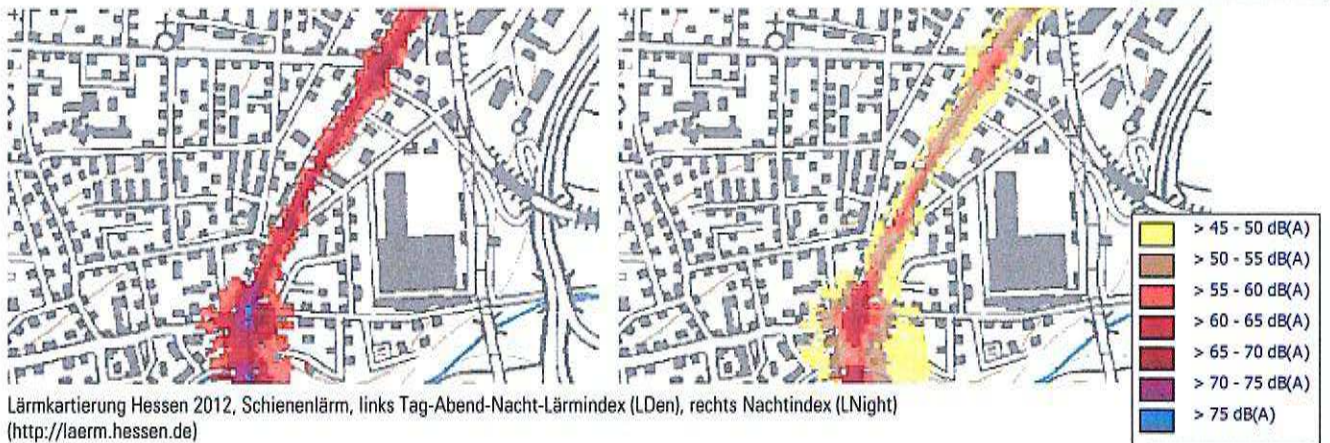 > 45 - 50 dB(A)
> 50 - 55 dB(A)
> 55 - 60 dB(A)
> 60 - 65 dB(A)
> 65 - 70 dB(A)
> 70 - 75 dB(A)
> 75 dB(A)
Lärmkartierung Hessen 2012, Schienenlärm, links Tag-Abend-Nacht-Lärmindex (LDen), rechts Nachtindex (LNight)
(http://laerm.hessen.de)